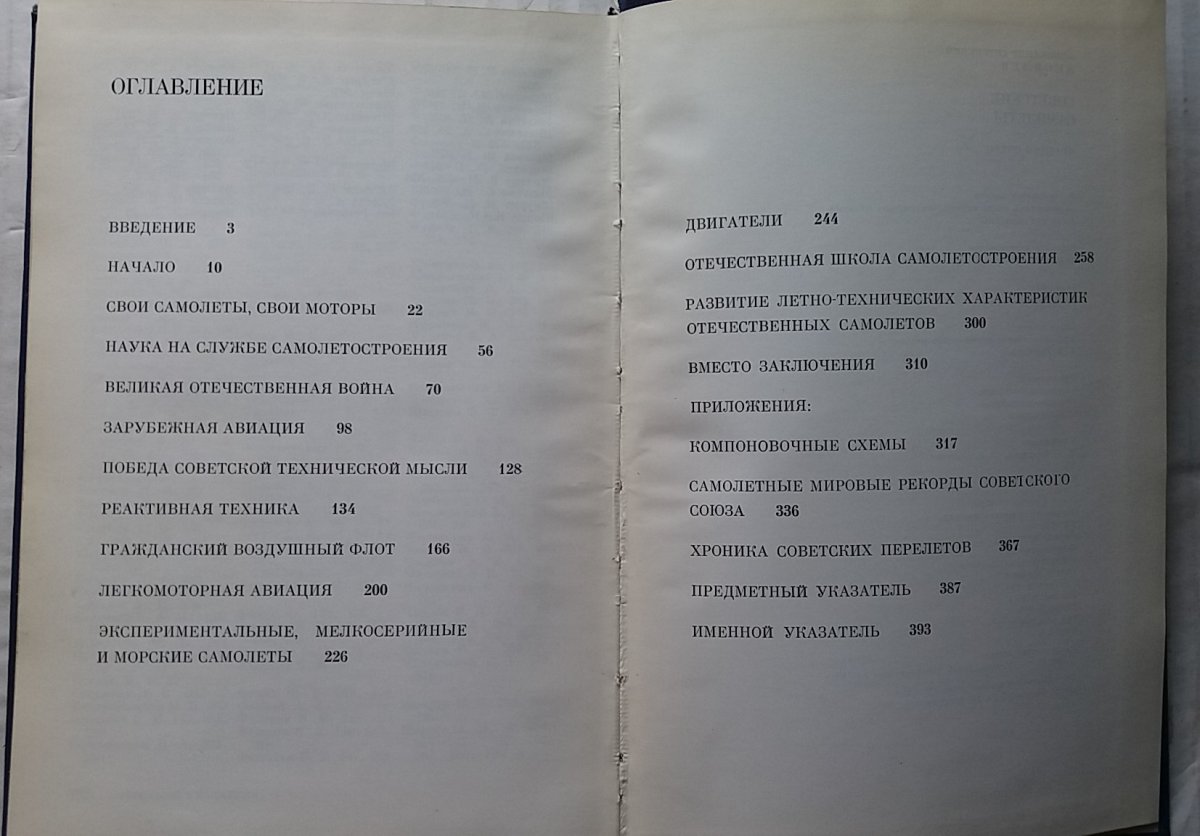 ОГЛАВЛЕНИЕ
ВВЕДЕНИЕ 3
НАЧАЛО 10
СВОИ САМОЛЕТЫ, СВОИ МОТОРЫ 22
НАУКА НА СЛУЖБЕ САМОЛЕТОСТРОЕНИЯ 56
ВЕЛИКАЯ ОТЕЧЕСТВЕННАЯ ВОЙНА 70
ЗАРУБЕЖНАЯ АВИАЦИЯ 98
ПОБЕДА СОВЕТСКОЙ ТЕХНИЧЕСКОЙ МЫСЛИ 128
РЕАКТИВНАЯ ТЕХНИКА 134
ГРАЖДАНСКИЙ ВОЗДУШНЫЙ ФЛОТ 166
ЛЕГКОМОТОРНАЯ АВИАЦИЯ 200
ЭКСПЕРИМЕНТАЛЬНЫЕ, МЕЛКОСЕРИЙНЫЕ
И МОРСКИЕ САМОЛЕТЫ 226
ДВИГАТЕЛИ 244
ОТЕЧЕСТВЕННАЯ ШКОЛА САМОЛЕТОСТРОЕНИЯ 258
РАЗВИТИЕ ЛЕТНО-ТЕХНИЧЕСКИХ ХАРАКТЕРИСТИК
ОТЕЧЕСТВЕННЫХ САМОЛЕТОВ 300
ВМЕСТО ЗАКЛЮЧЕНИЯ 310
ПРИЛОЖЕНИЯ:
КОМПОНОВОЧНЫЕ СХЕМЫ 317
САМОЛЕТНЫЕ МИРОВЫЕ РЕКОРДЫ СОВЕТСКОГО
СОЮЗА 336
ХРОНИКА СОВЕТСКИХ ПЕРЕЛЕТОВ 367
ПРЕДМЕТНЫЙ УКАЗАТЕЛЬ 387
ИМЕННОЙ УКАЗАТЕЛЬ 393